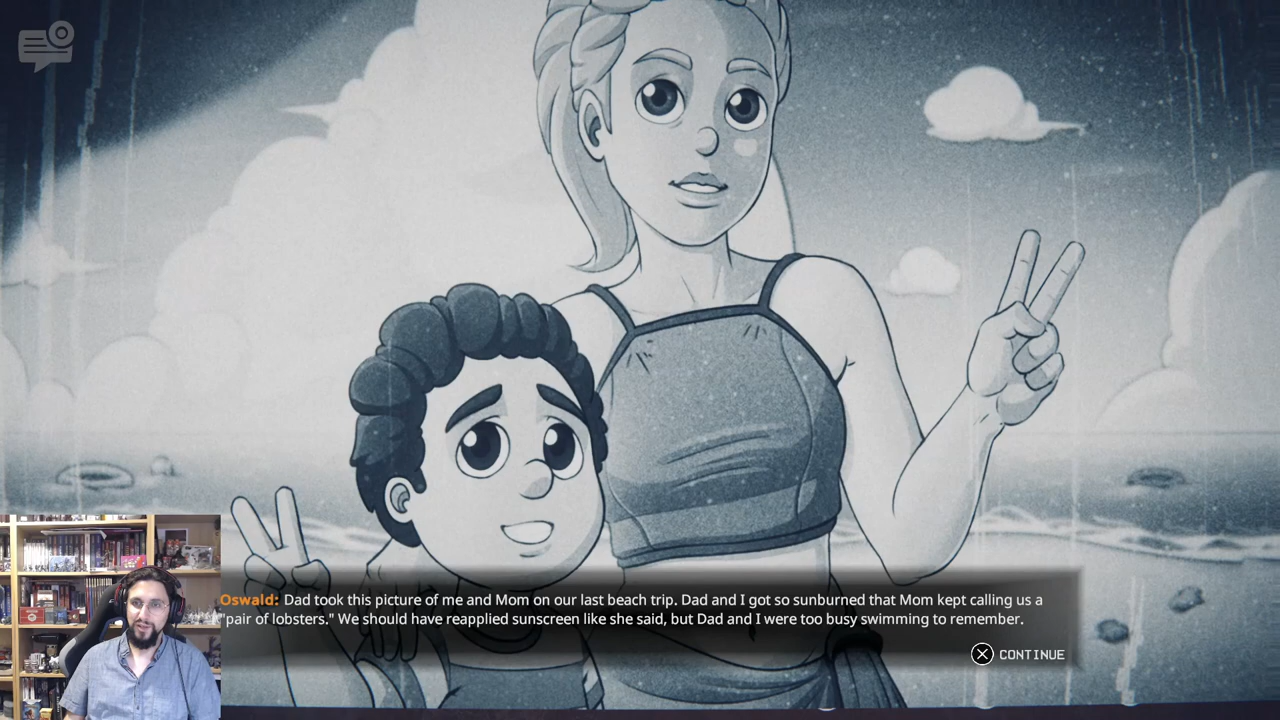 Oswald: Dad took this picture of me and Mom on our last beach trip. Dad and I got so sunburned that Mom kept calling us a
"pair of lobsters." We should have reapplied sunscreen like she said, but Dad and I were too busy swimming to remember.
CONTINUE